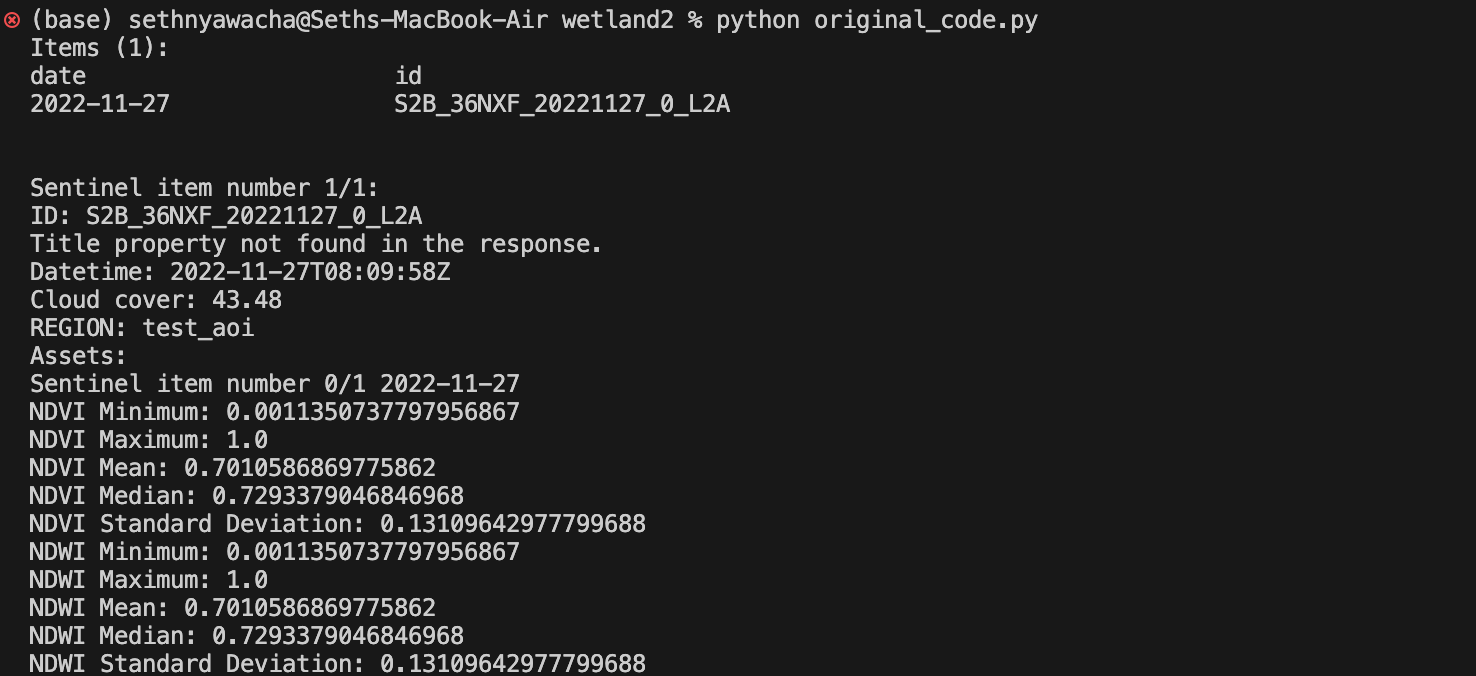 (base) sethnyawacha@Seths-MacBook-Air wetland2 % python original_code.py
Items (1):
date id
2022-11-27 S2B_36NXF_20221127_0_L2A
Sentinel item number 1/1:
ID: S2B_36NXF_20221127_0_L2A
Title property not found in the response.
Datetime: 2022-11-27T08:09:58Z
Cloud cover: 43.48
REGION: test_aoi
Assets:
Sentinel item number 0/1 2022-11-27
NDVI Minimum: 0.0011350737797956867
NDVI Maximum: 1.0
NDVI Mean: 0.7010586869775862
NDVI Median: 0.7293379046846968
NDVI Standard Deviation: 0.13109642977799688
NDWI Minimum: 0.0011350737797956867
NDWI Maximum: 1.0
NDWI Mean: 0.7010586869775862
NDWI Median: 0.7293379046846968
NDWI Standard Deviation: 0.13109642977799688